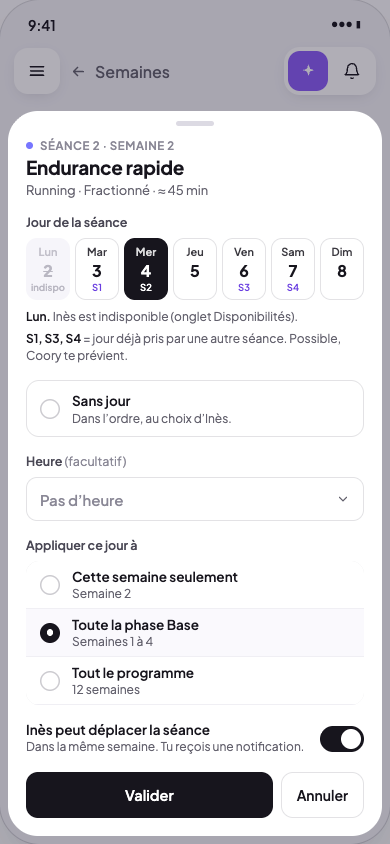 9:41
Semaines
SÉANCE 2 · SEMAINE 2
Endurance rapide
Running · Fractionné · ≈ 45 min
Jour de la séance
Lun Mar Mer Jeu Ven Sam Dim
2 3 4 5 6 7 8
indispo S1 S2 S3 S4
Lun. Inès est indisponible (onglet Disponibilités).
S1, S3, S4 = jour déjà pris par une autre séance. Possible,
Coory te prévient.
Sans jour
Dans l'ordre, au choix d'Inès.
Heure (facultatif)
Pas d'heure
Appliquer ce jour à
Cette semaine seulement
Semaine 2
Toute la phase Base
Semaines 1 à 4
Tout le programme
12 semaines
Inès peut déplacer la séance
Dans la même semaine. Tu reçois une notification.
Valider Annuler